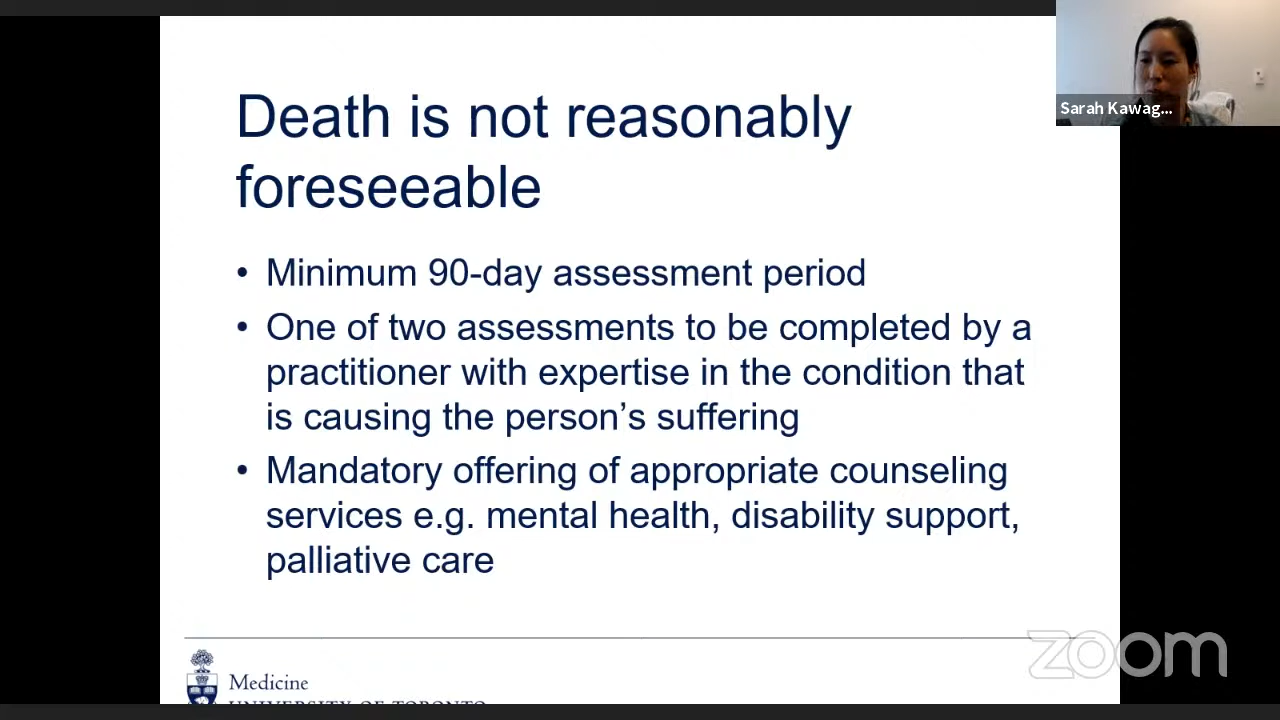 Death is not reasonably
foreseeable
• Minimum 90-day assessment period
• One of two assessments to be completed by a
practitioner with expertise in the condition that
is causing the person’s suffering
• Mandatory offering of appropriate counseling
services e.g. mental health, disability support,
palliative care
Sarah Kawag...
Medicine
UNIVERSITY OF TORONTO
zoom